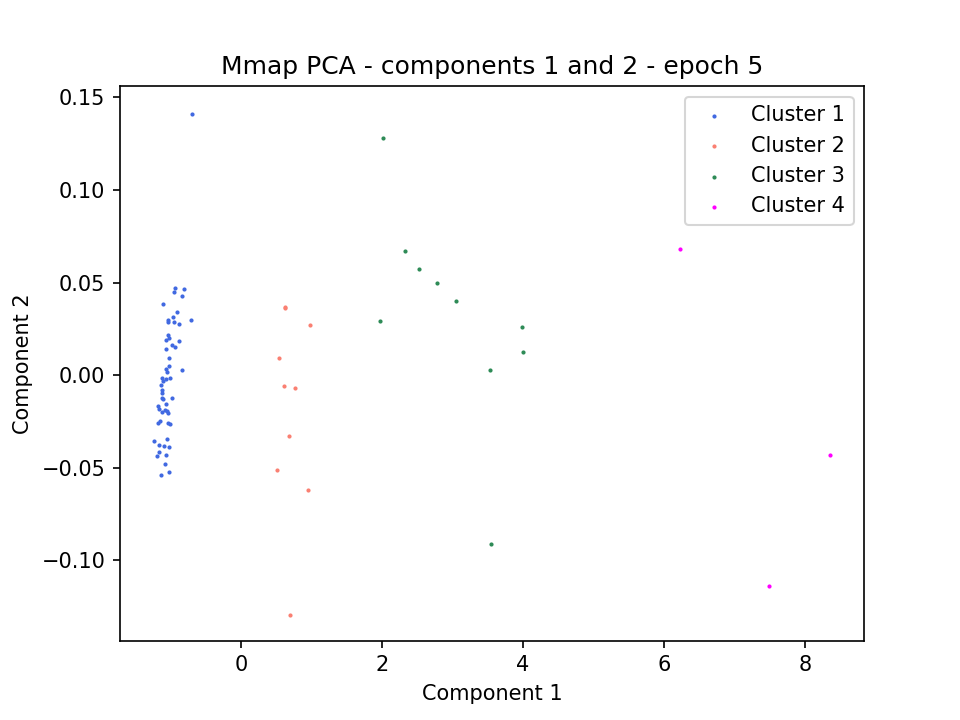 Mmap PCA - components 1 and 2 - epoch 5
0.15
0.10
0.05
0.00
−0.05
−0.10
Component 2
Cluster 1
Cluster 2
Cluster 3
Cluster 4
0 2 4 6 8
Component 1